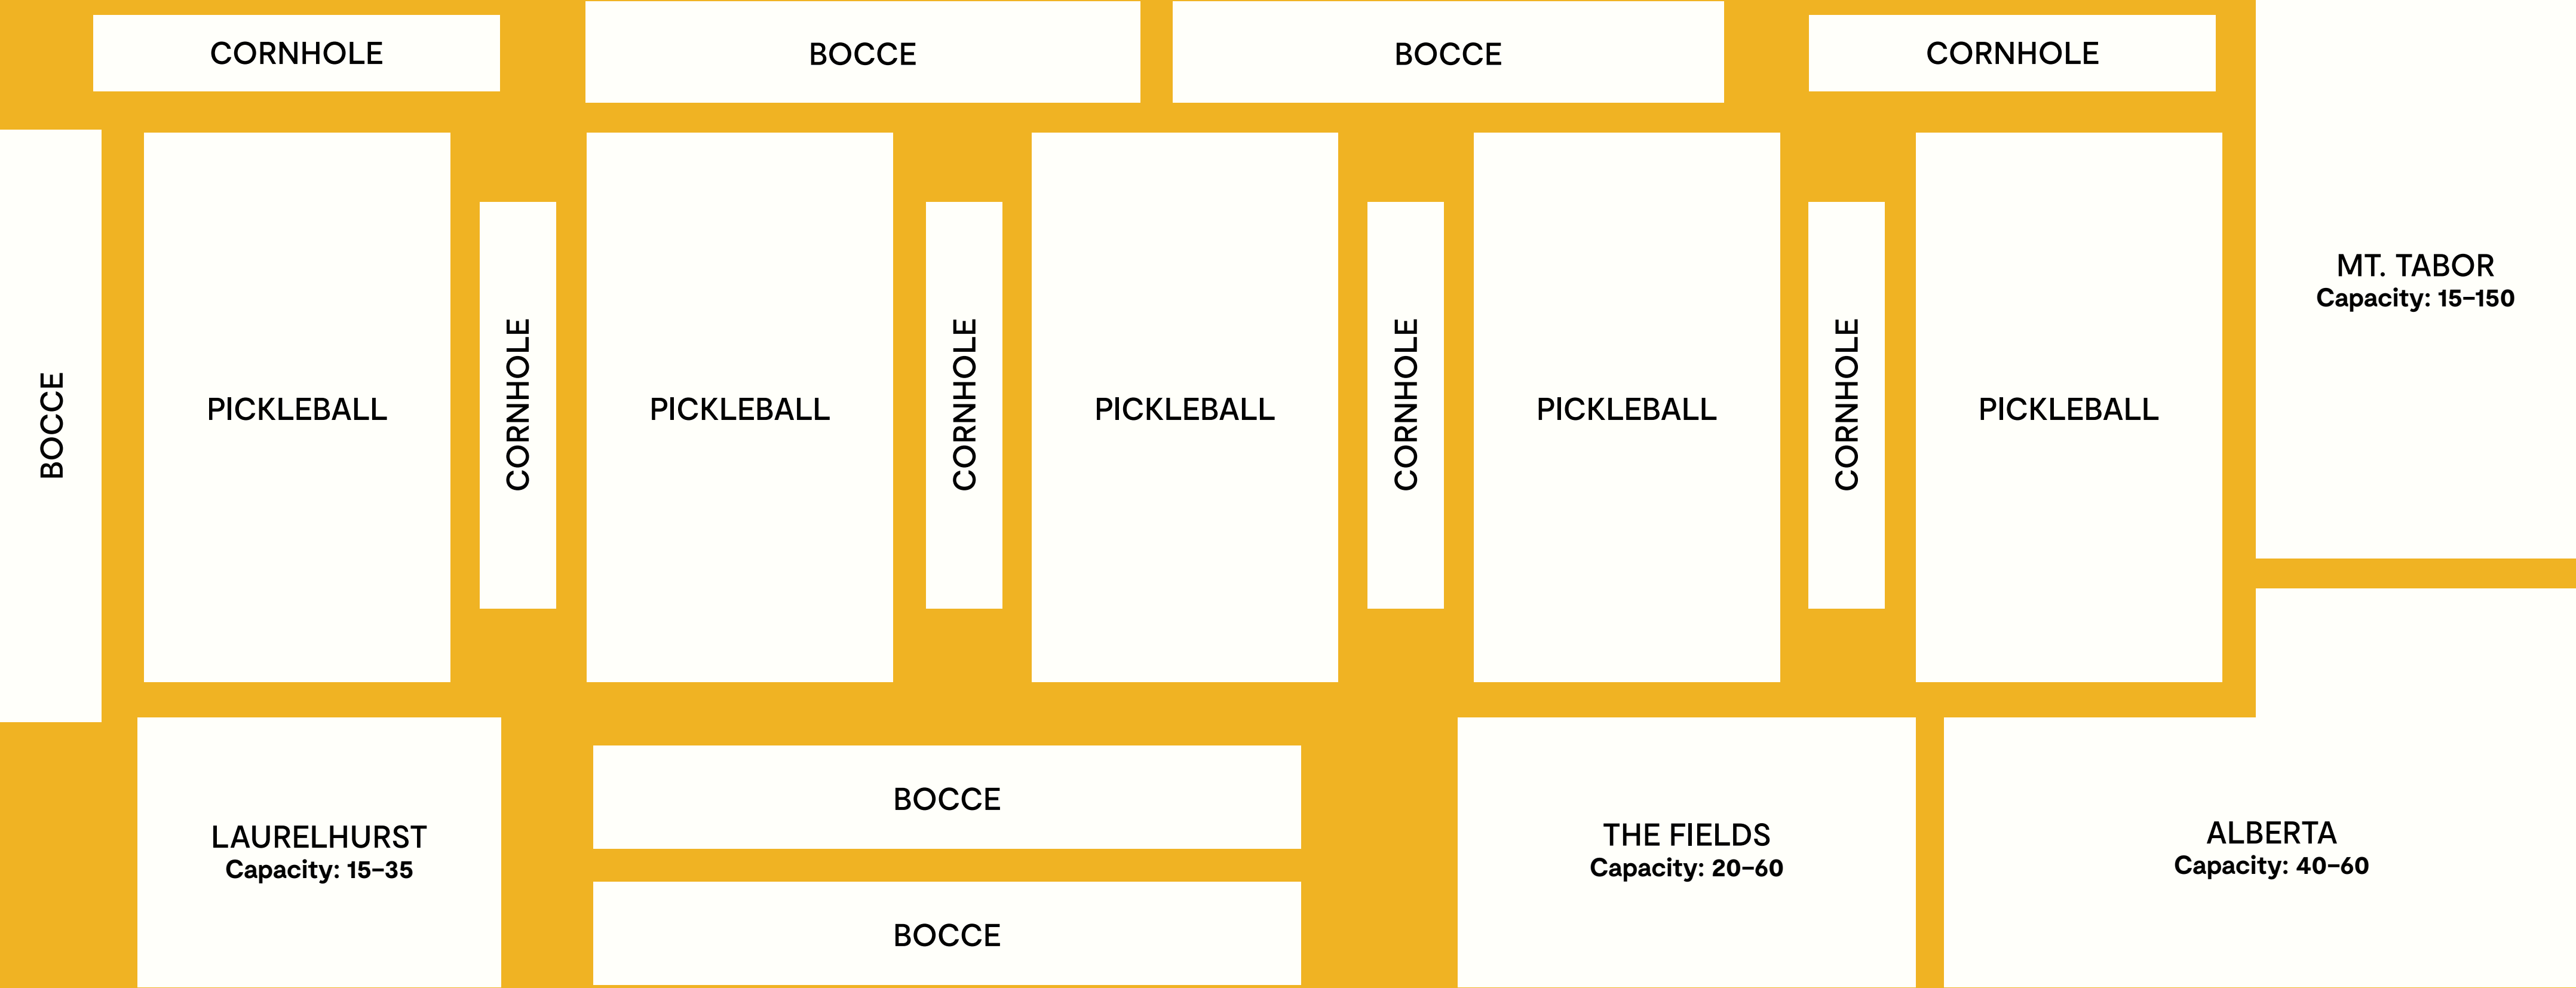 CORNHOLE
BOCCE
BOCCE
CORNHOLE
BOCCE
PICKLEBALL
CORNHOLE
PICKLEBALL
CORNHOLE
PICKLEBALL
CORNHOLE
PICKLEBALL
CORNHOLE
PICKLEBALL
MT. TABOR
Capacity: 15–150
LAURELHURST
Capacity: 15–35
BOCCE
BOCCE
THE FIELDS
Capacity: 20–60
ALBERTA
Capacity: 40–60